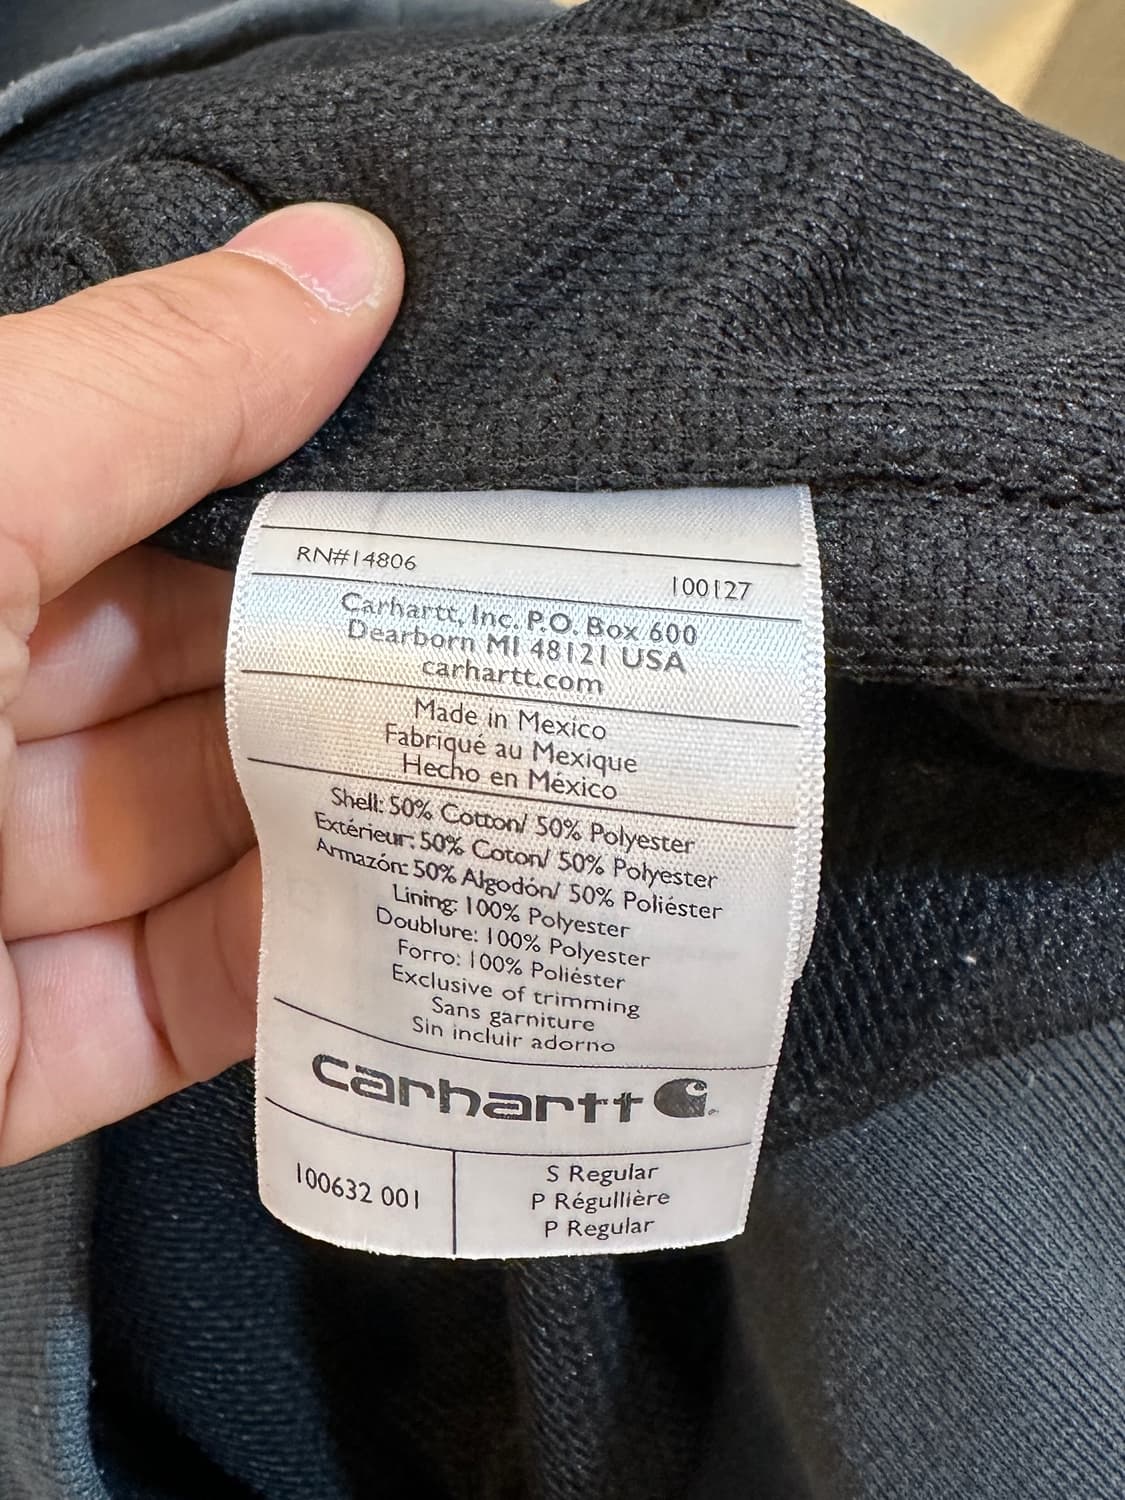 RN#14806
100127
Carhartt, Inc. P.O. Box 600
Dearborn MI 48121 USA
carhartt.com
Made in Mexico
Fabriqué au Mexique
Hecho en México
Shell: 50% Cotton/ 50% Polyester
Extérieur: 50% Coton/ 50% Polyester
Armazón: 50% Algodón/ 50% Poliéster
Lining: 100% Polyester
Doublure: 100% Polyester
Forro: 100% Poliéster
Exclusive of trimming
Sans garniture
Sin incluir adorno
carhartt
100632 001
S Regular
P Régullière
P Regular